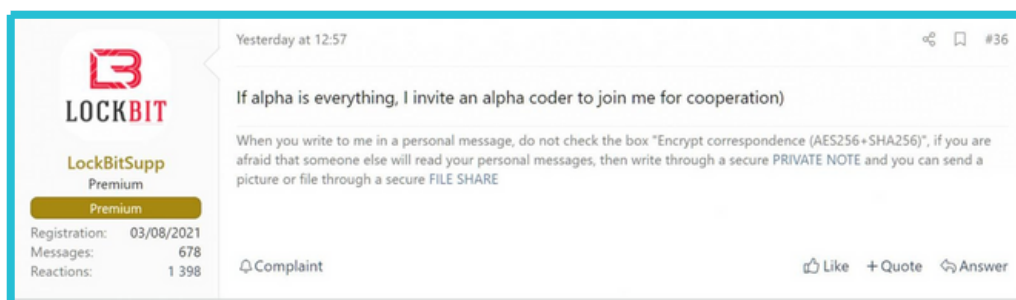 Yesterday at 12:57
#36
LOCKBIT
LockBitSupp
Premium
Premium
Registration: 03/08/2021
Messages: 678
Reactions: 1 398
If alpha is everything, I invite an alpha coder to join me for cooperation)
When you write to me in a personal message, do not check the box "Encrypt correspondence (AES256+SHA256)", if you are
afraid that someone else will read your personal messages, then write through a secure PRIVATE NOTE and you can send a
picture or file through a secure FILE SHARE
Complaint
Like + Quote Answer